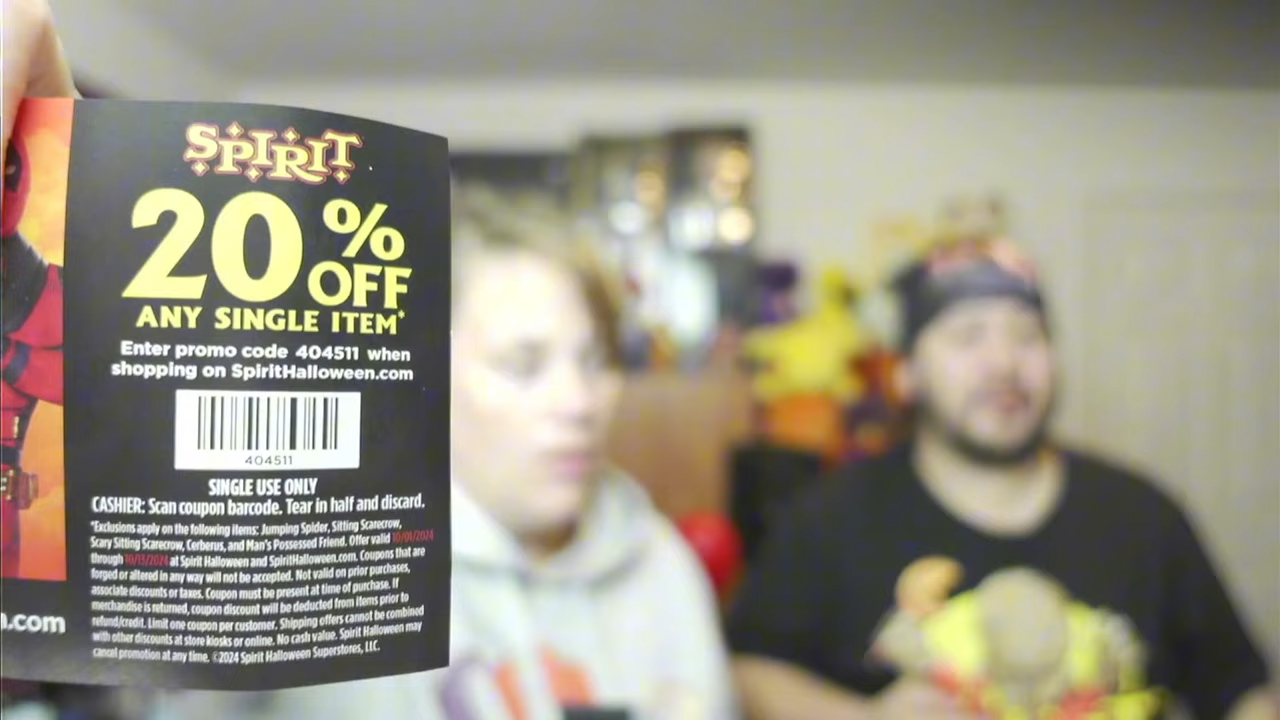 SPIRIT
20% OFF
ANY SINGLE ITEM*
Enter promo code 404511 when
shopping on SpiritHalloween.com
404511
SINGLE USE ONLY
CASHIER: Scan coupon barcode. Tear in half and discard.
*Exclusions apply on the following items: Jumping Spider, Sitting Scarecrow,
Scary Sitting Scarecrow, Cerberus, and Man's Possessed Friend. Offer valid 10/01/2024
through 10/13/2024 at Spirit Halloween and SpiritHalloween.com. Coupons that are
forged or altered in any way will not be accepted. Not valid on prior purchases,
associate discounts or taxes. Coupon must be present at time of purchase. If
merchandise is returned, coupon discount will be deducted from items prior to
refund/credit. Limit one coupon per customer. Shipping offers cannot be combined
with other discounts at store kiosks or online. No cash value. Spirit Halloween may
cancel promotion at any time. ©2024 Spirit Halloween Superstores, LLC.
.com